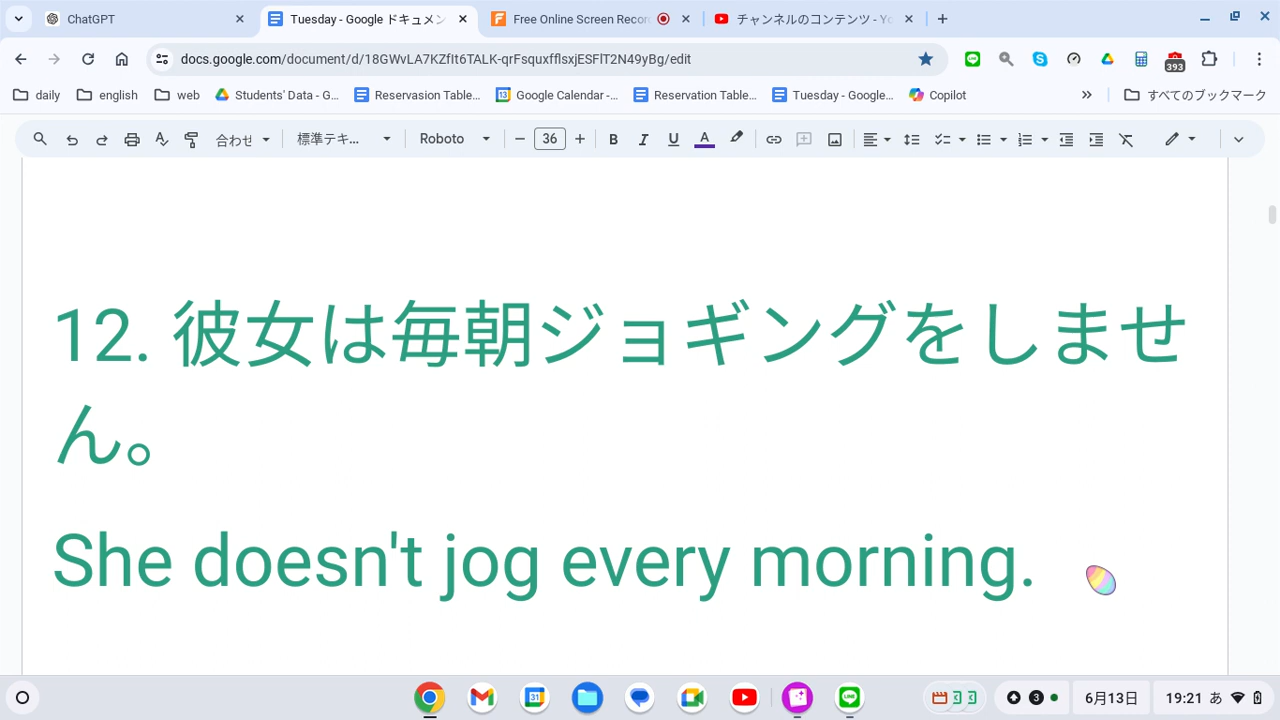 ChatGPT
Tuesday - Google ドキュメン
Free Online Screen Recor
チャンネルのコンテンツ - Yo
docs.google.com/document/d/18GWvLA7KZfIt6TALK-qrFsquxfflsxjESFlT2N49yBg/edit
393
daily
english
web
Students' Data - G...
Reservasion Table...
Google Calendar -...
Reservation Table...
Tuesday - Google...
Copilot
すべてのブックマーク
合わせ
標準テキ...
Roboto
36
12. 彼女は毎朝ジョギングをしませ
ん。
She doesn't jog every morning.
3
6月13日
19:21 あ